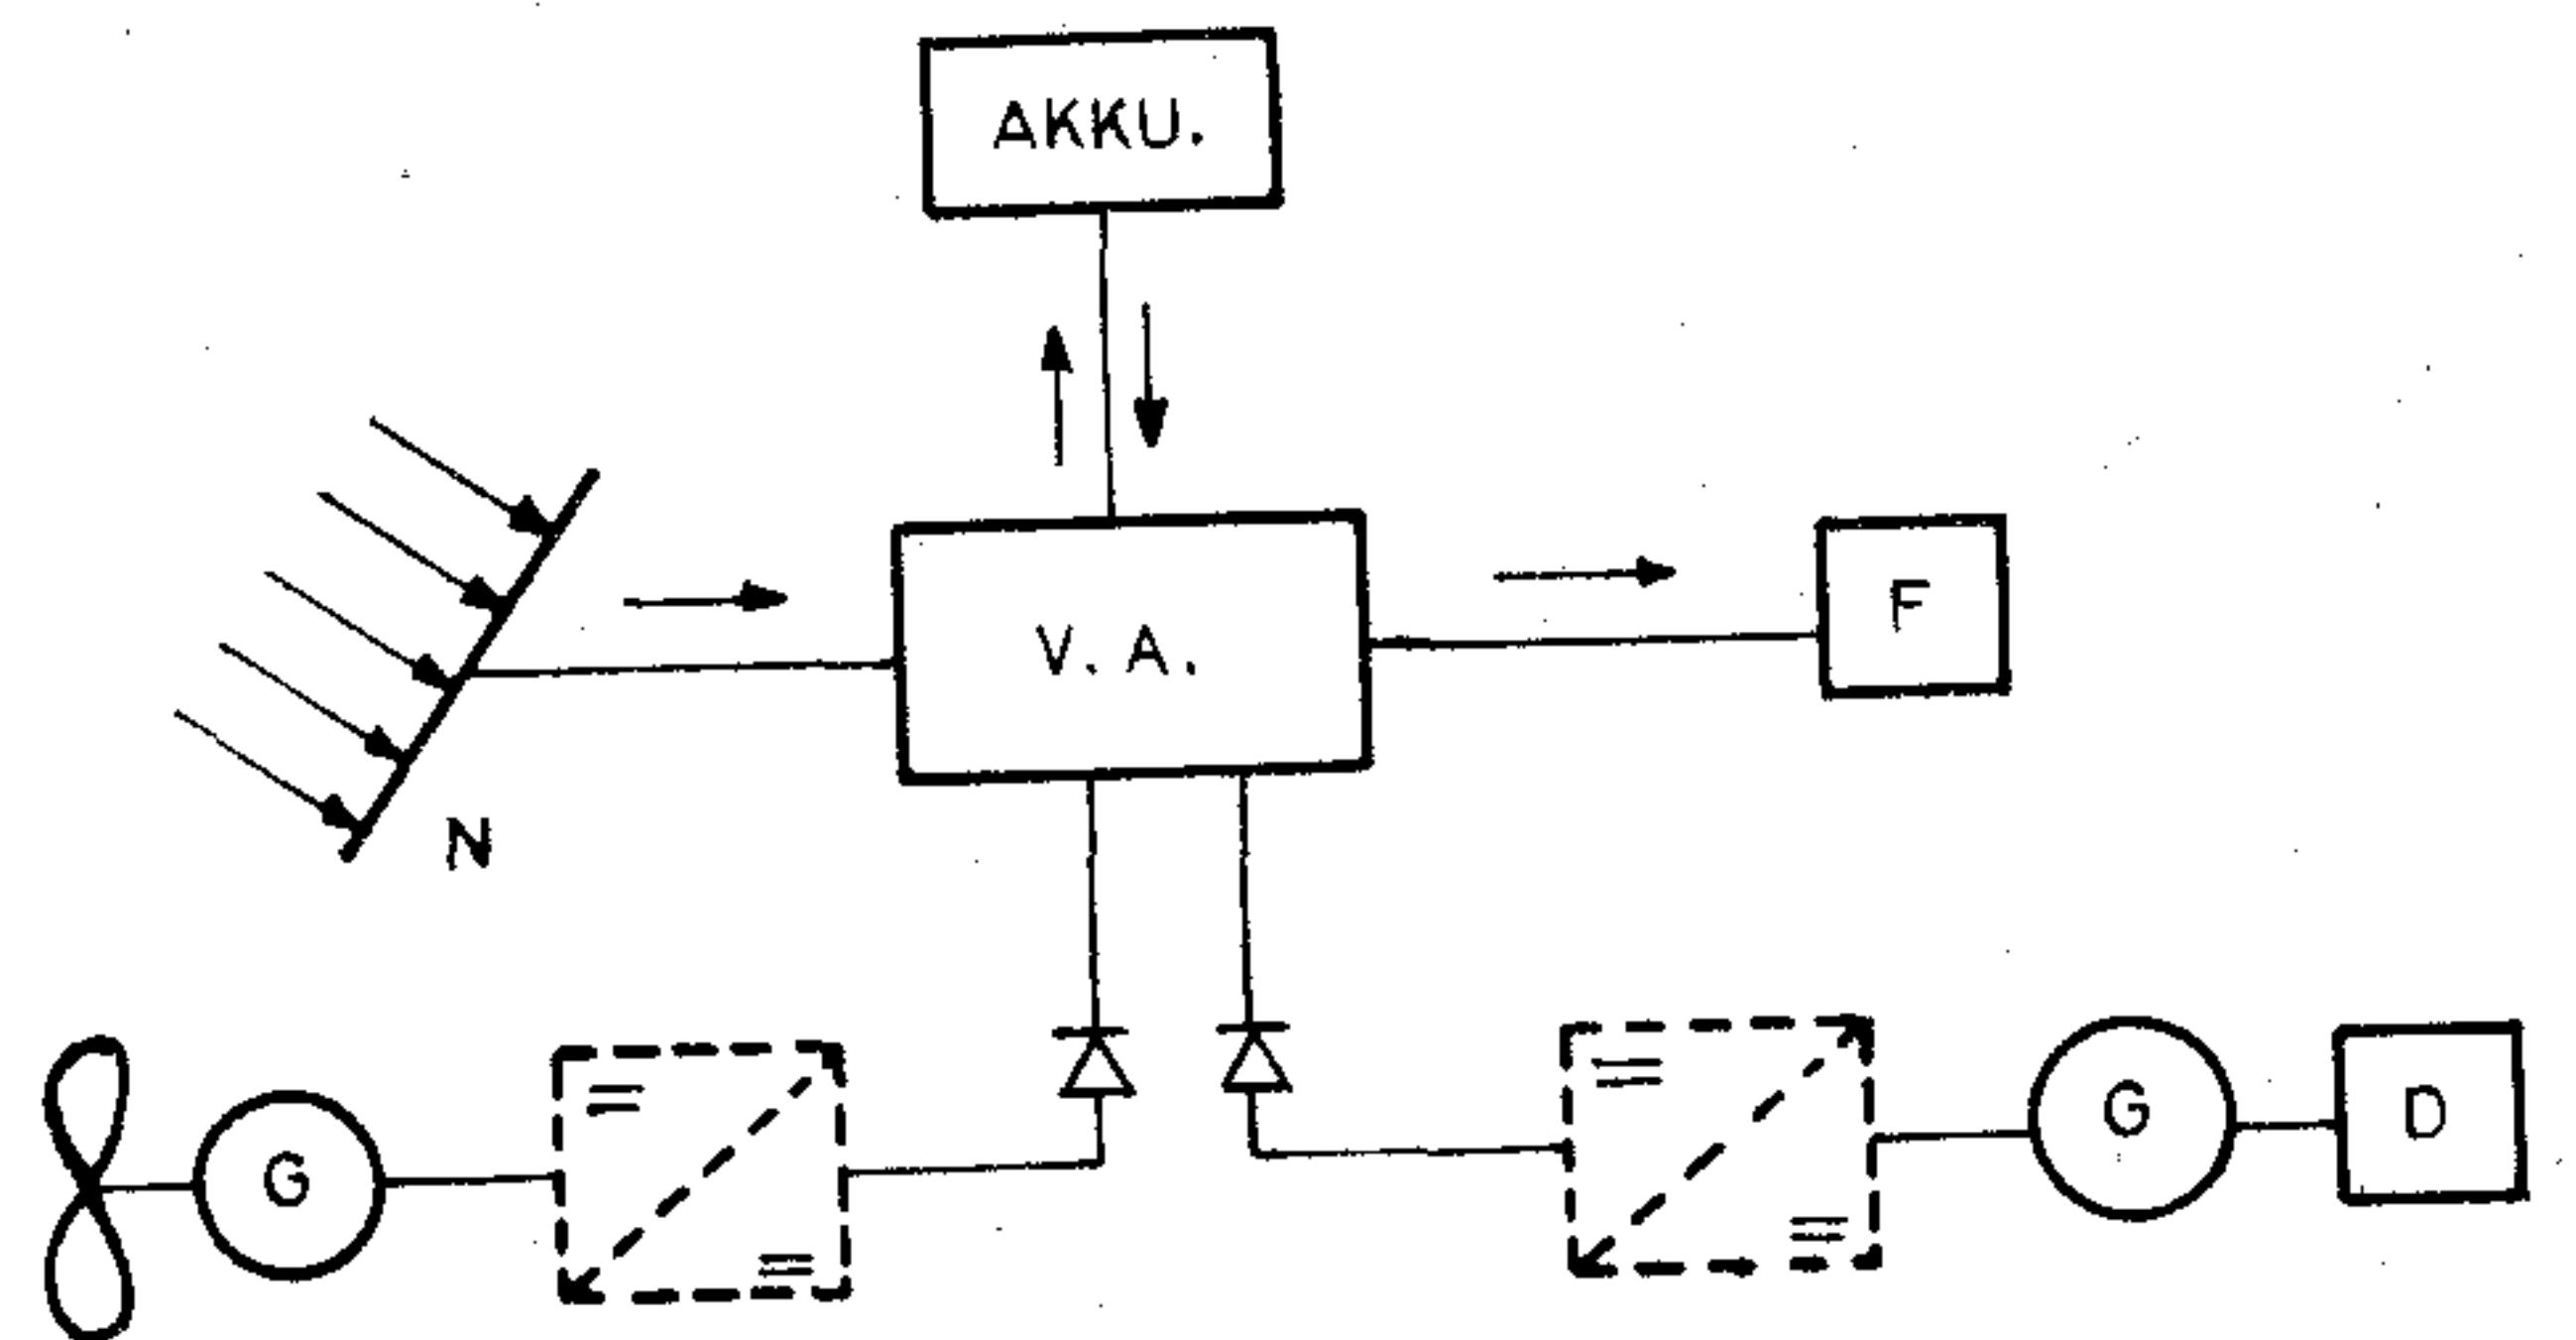 AKKU.
V. A.
F
N
G
=
=
=
=
G
D